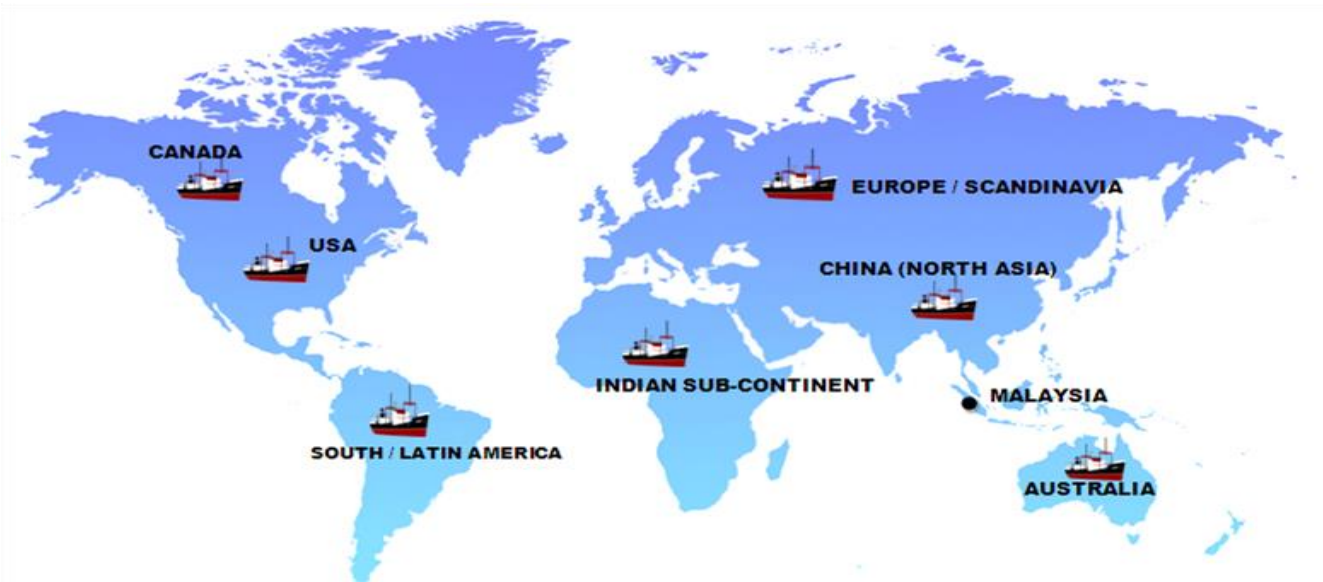 CANADA
EUROPE / SCANDINAVIA
USA
CHINA (NORTH ASIA)
INDIAN SUB-CONTINENT
MALAYSIA
SOUTH / LATIN AMERICA
AUSTRALIA